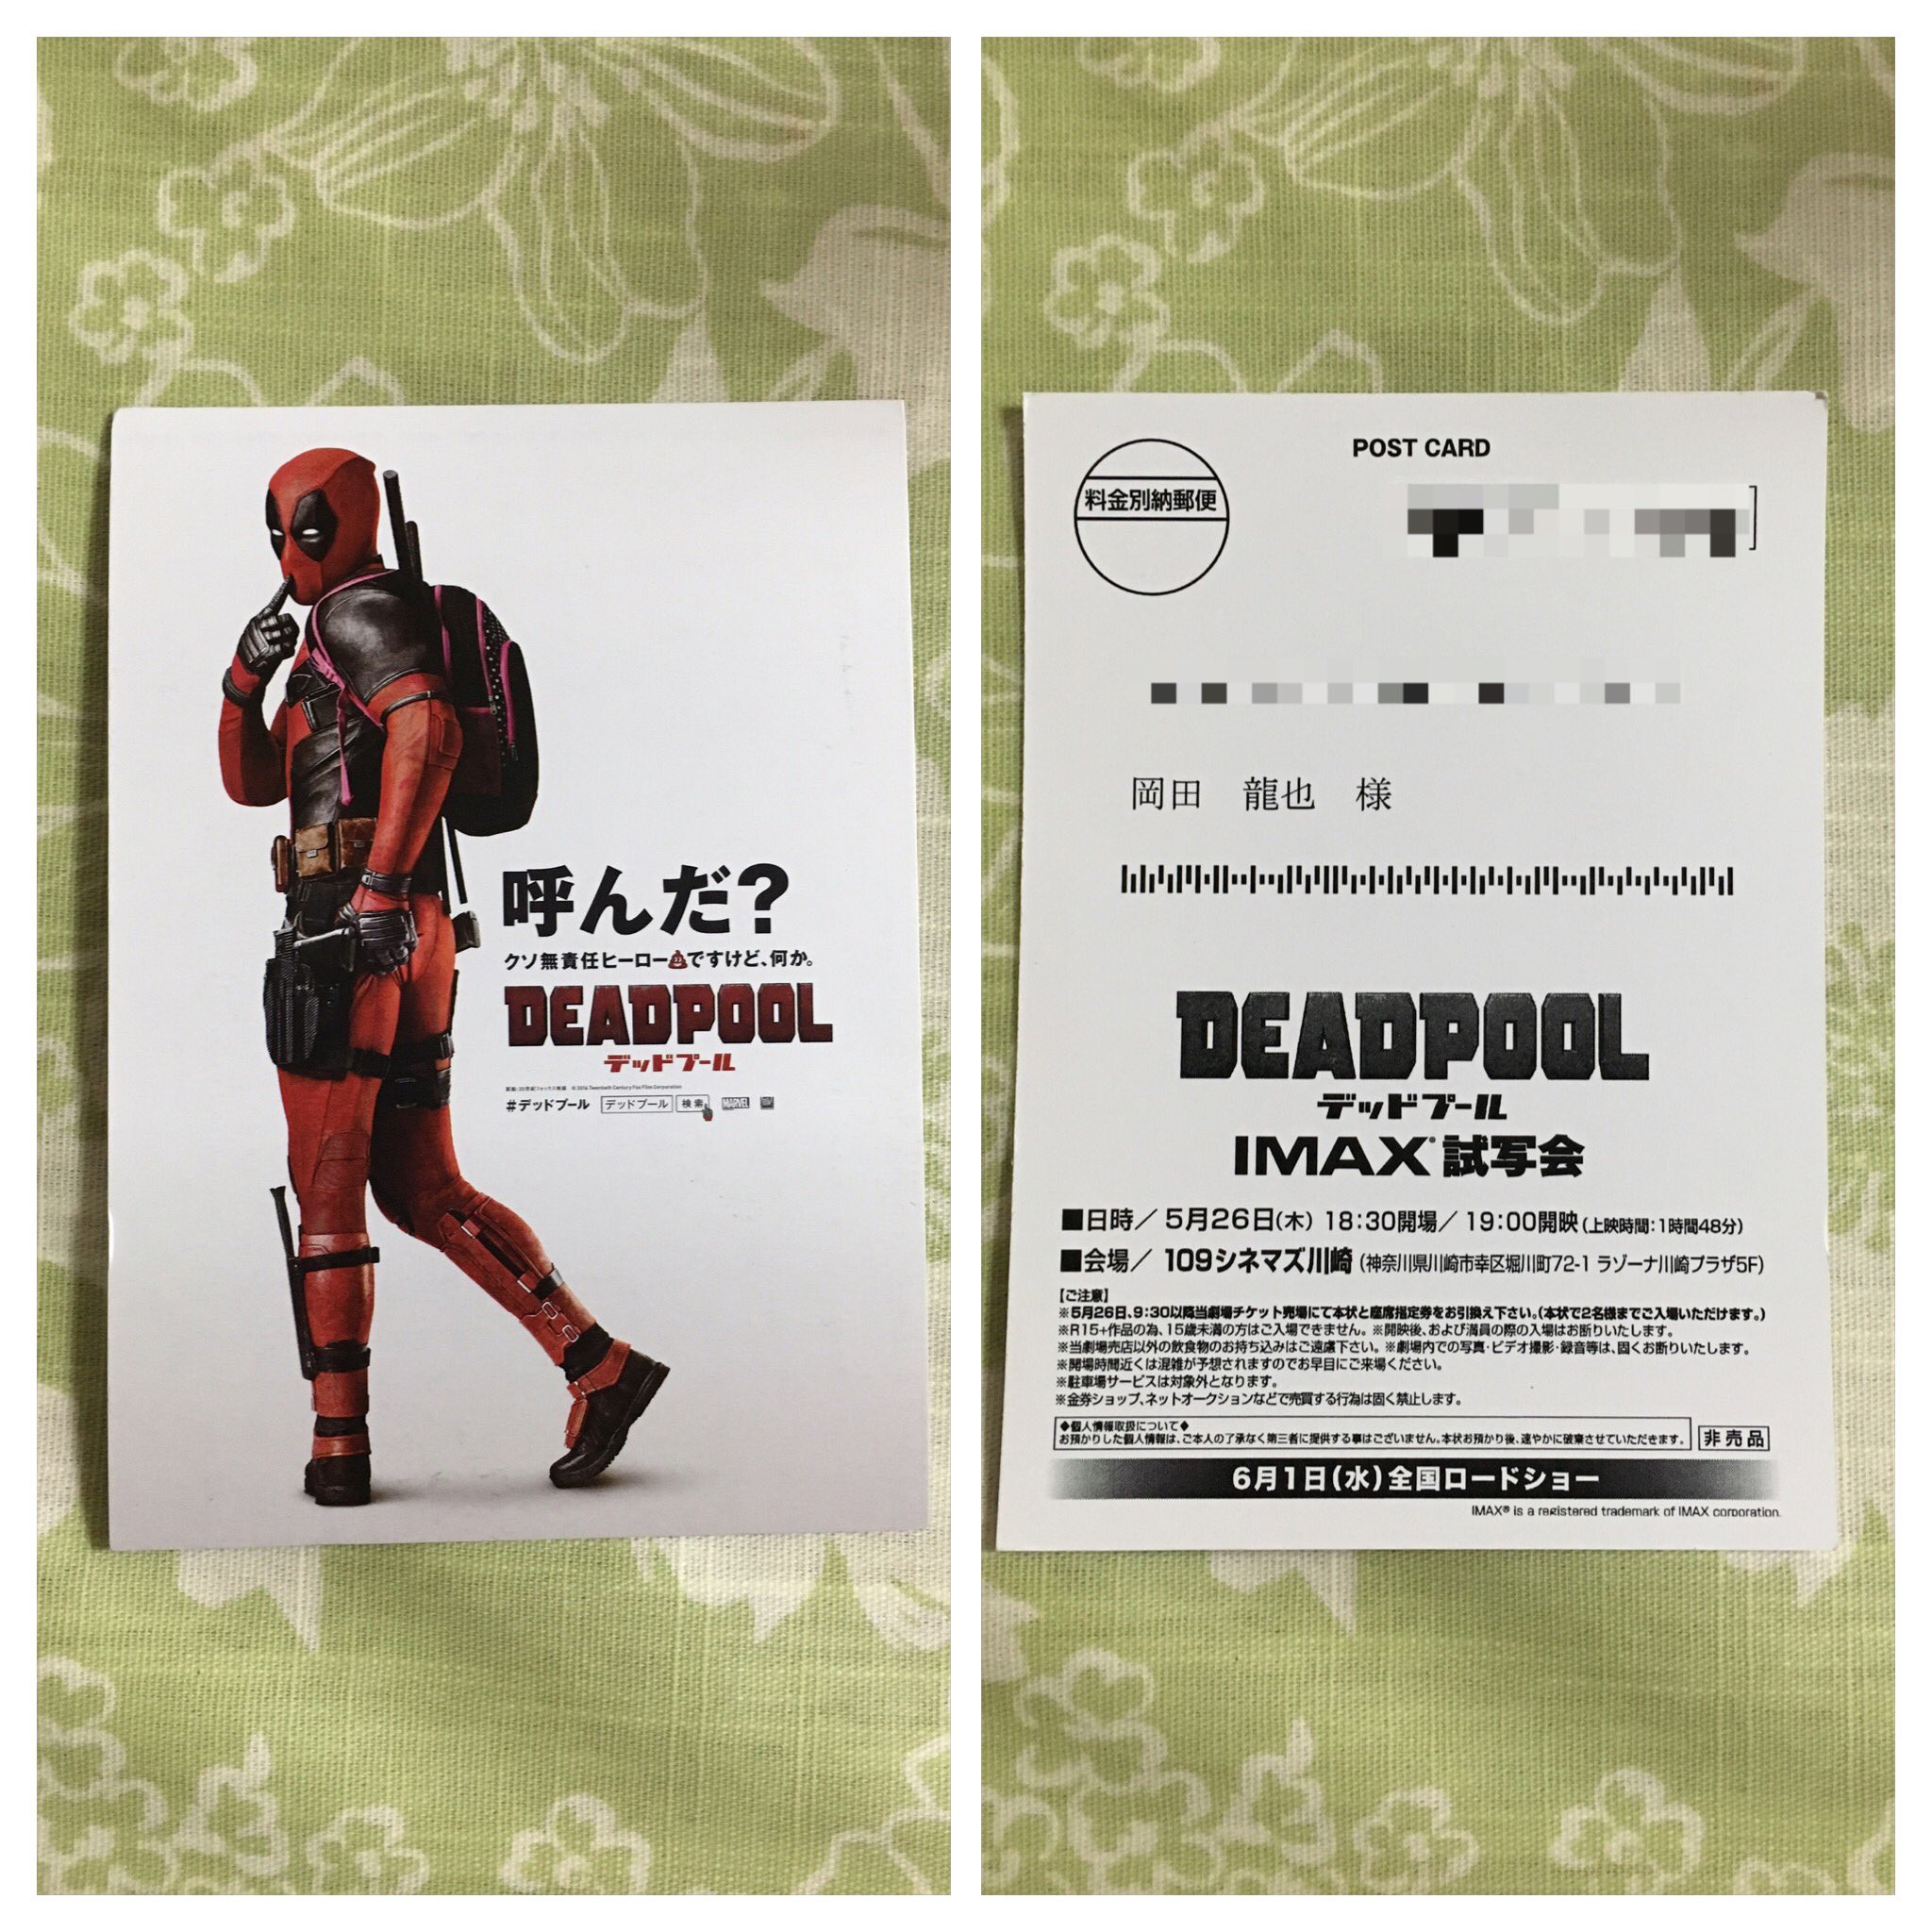 呼んだ?
クソ無責任ヒーロー💩ですけど、何か。
DEADPOOL
デッドプール
#デッドプール デッドプール 検索 MARVEL
POST CARD
料金別納郵便
岡田 龍也 様
DEADPOOL
デッドプール
IMAX®試写会
■日時/5月26日(木) 18:30開場/19:00開映(上映時間:1時間48分)
■会場/109シネマズ川崎(神奈川県川崎市幸区堀川町72-1 ラゾーナ川崎プラザ5F)
【ご注意】
※5月26日、9:30以降当劇場チケット売場にて本状と座席指定券をお引換え下さい。(本状で2名様までご入場いただけます。)
※R15+作品の為、15歳未満の方はご入場できません。※開映後、および満員の際の入場はお断りいたします。
※当劇場売店以外の飲食物のお持ち込みはご遠慮下さい。※劇場内での写真・ビデオ撮影・録音等は、固くお断りいたします。
※開場時間近くは混雑が予想されますのでお早目にご来場ください。
※駐車場サービスは対象外となります。
※金券ショップ、ネットオークションなどで売買する行為は固く禁止します。
◆個人情報取扱について◆
お預かりした個人情報は、ご本人の了承なく第三者に提供する事はございません。本状お預かり後、速やかに破棄させていただきます。
非売品
6月1日(水)全国ロードショー
IMAX® is a registered trademark of IMAX corporation.